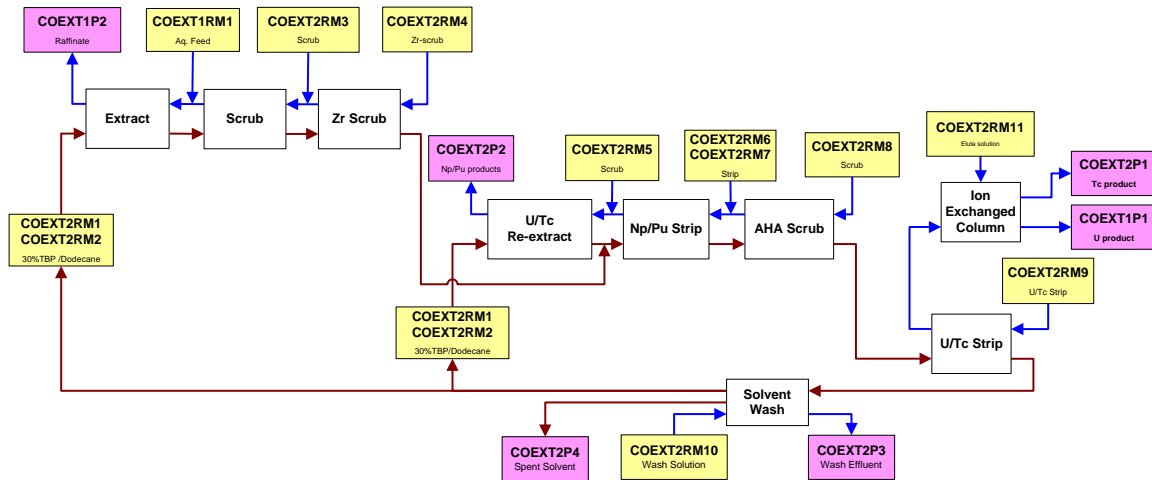 COEXT1P2
Raffinate
COEXT1RM1
Aq. Feed
COEXT2RM3
Scrub
COEXT2RM4
Zr-scrub
Extract
Scrub
Zr Scrub
COEXT2P2
Np/Pu products
COEXT2RM5
Scrub
COEXT2RM6
COEXT2RM7
Strip
COEXT2RM8
Scrub
COEXT2RM11
Elute solution
COEXT2P1
Tc product
COEXT1P1
U product
Ion
Exchanged
Column
U/Tc
Re-extract
Np/Pu Strip
AHA Scrub
COEXT2RM1
COEXT2RM2
30%TBP /Dodecane
COEXT2RM9
U/Tc Strip
COEXT2RM1
COEXT2RM2
30%TBP/Dodecane
U/Tc Strip
Solvent
Wash
COEXT2P4
Spent Solvent
COEXT2RM10
Wash Solution
COEXT2P3
Wash Effluent